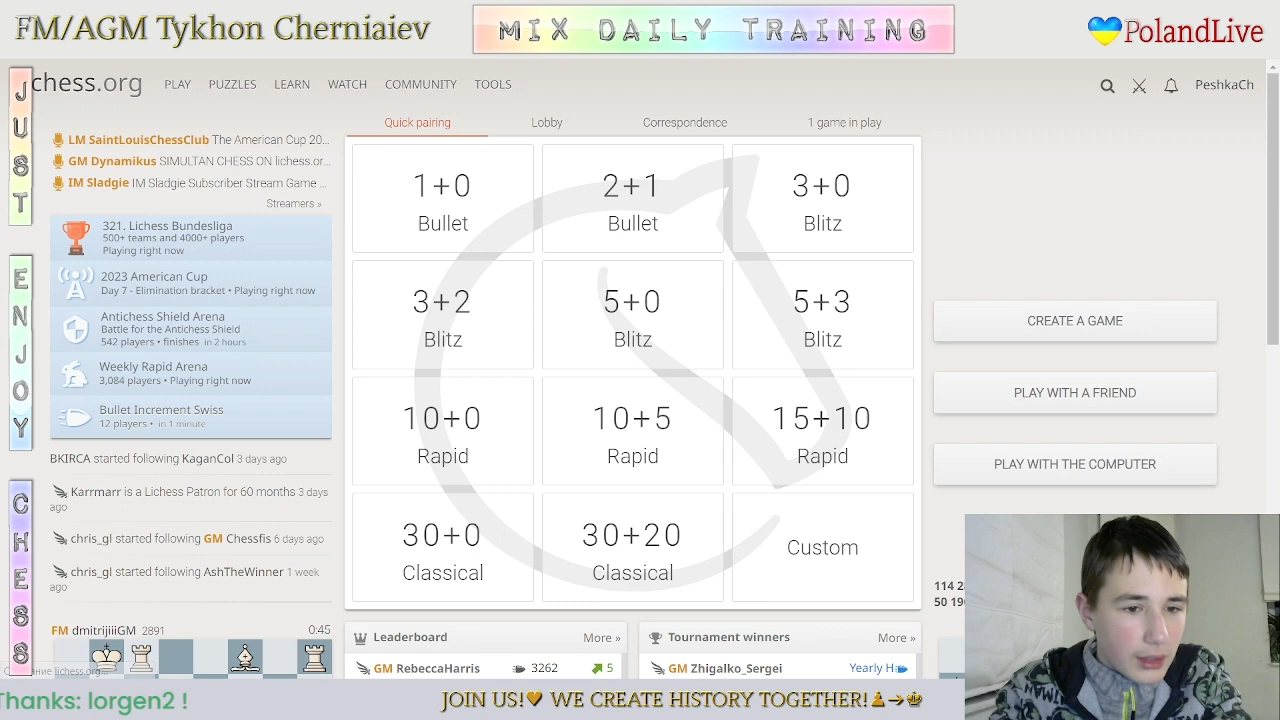 FM/AGM Tykhon Cherniaiev
MIX DAILY TRAINING
PolandLive
JUST
ENJOY
CHESS
chess.org
PLAY PUZZLES LEARN WATCH COMMUNITY TOOLS
PeshkaCh
LM SaintLouisChessClub The American Cup 20...
GM Dynamikus SIMULTAN CHESS ON lichess.or...
IM Sladgie IM Sladgie Subscriber Stream Game ...
Streamers »
321. Lichess Bundesliga
500+ teams and 4000+ players
Playing right now
2023 American Cup
Day 7 - Elimination bracket • Playing right now
Antichess Shield Arena
Battle for the Antichess Shield
542 players • finishes in 2 hours
Weekly Rapid Arena
3,084 players • Playing right now
Bullet Increment Swiss
12 players • in 1 minute
BKIRCA started following KaganCol 3 days ago
Karrmarr is a Lichess Patron for 60 months 3 days
ago
chris_gl started following GM Chessfis 6 days ago
chris_gl started following AshTheWinner 1 week
ago
FM dmitrijiiiGM 2891 0:45
Quick pairing Lobby Correspondence 1 game in play
1+0 2+1 3+0
Bullet Bullet Blitz
3+2 5+0 5+3
Blitz Blitz Blitz
10+0 10+5 15+10
Rapid Rapid Rapid
30+0 30+20
Classical Classical Custom
CREATE A GAME
PLAY WITH A FRIEND
PLAY WITH THE COMPUTER
Leaderboard More »
GM RebeccaHarris 3262 5
Tournament winners More »
GM Zhigalko_Sergei Yearly H
lichess.org...
Thanks: lorgen2 !
JOIN US!♥ WE CREATE HISTORY TOGETHER!♟➔♚